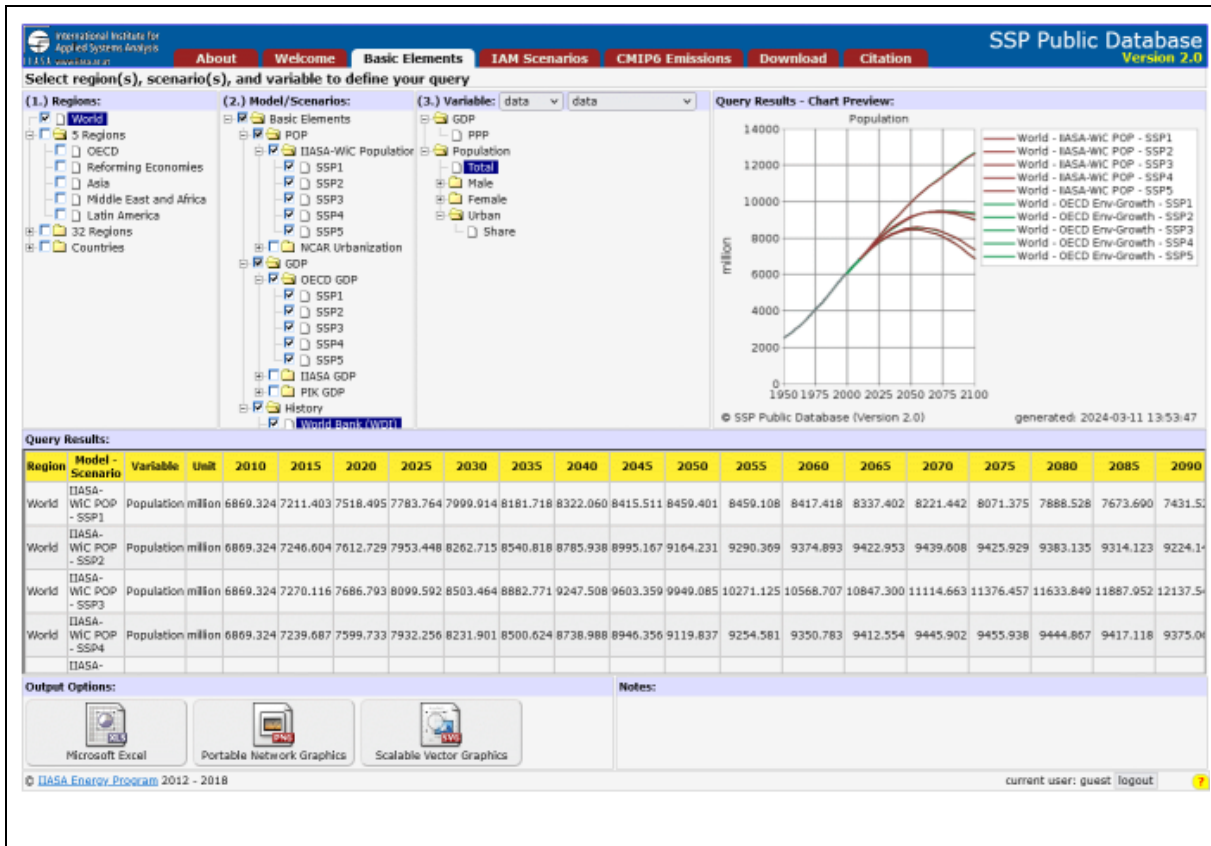 International Institute for
Applied Systems Analysis
IIASA www.iiasa.ac.at
SSP Public Database
Version 2.0
About Welcome Basic Elements IAM Scenarios CMIP6 Emissions Download Citation
Select region(s), scenario(s), and variable to define your query
(1.) Regions:
World
5 Regions
OECD
Reforming Economies
Asia
Middle East and Africa
Latin America
32 Regions
Countries
(2.) Model/Scenarios:
Basic Elements
POP
IIASA-WiC Population
SSP1
SSP2
SSP3
SSP4
SSP5
NCAR Urbanization
GDP
OECD GDP
SSP1
SSP2
SSP3
SSP4
SSP5
IIASA GDP
PIK GDP
History
World Bank (WDI)
(3.) Variable: data data
GDP
PPP
Population
Total
Male
Female
Urban
Share
Query Results - Chart Preview:
Population
14000
12000
10000
8000
6000
4000
2000
0
million
1950 1975 2000 2025 2050 2075 2100
World - IIASA-WiC POP - SSP1
World - IIASA-WiC POP - SSP2
World - IIASA-WiC POP - SSP3
World - IIASA-WiC POP - SSP4
World - IIASA-WiC POP - SSP5
World - OECD Env-Growth - SSP1
World - OECD Env-Growth - SSP2
World - OECD Env-Growth - SSP3
World - OECD Env-Growth - SSP4
World - OECD Env-Growth - SSP5
© SSP Public Database (Version 2.0) generated: 2024-03-11 13:53:47
Query Results:
Region Model - Scenario Variable Unit 2010 2015 2020 2025 2030 2035 2040 2045 2050 2055 2060 2065 2070 2075 2080 2085 2090
World IIASA-WiC POP - SSP1 Population million 6869.324 7211.403 7518.495 7783.764 7999.914 8181.718 8322.060 8415.511 8459.401 8459.108 8417.418 8337.402 8221.442 8071.375 7888.528 7673.690 7431.52
World IIASA-WiC POP - SSP2 Population million 6869.324 7246.604 7612.729 7953.448 8262.715 8540.818 8785.938 8995.167 9164.231 9290.369 9374.893 9422.953 9439.608 9425.929 9383.135 9314.123 9224.1
World IIASA-WiC POP - SSP3 Population million 6869.324 7270.116 7686.793 8099.592 8503.464 8882.771 9247.508 9603.359 9949.085 10271.125 10568.707 10847.300 11114.663 11376.457 11633.849 11887.952 12137.5
World IIASA-WiC POP - SSP4 Population million 6869.324 7239.687 7599.733 7932.256 8231.901 8500.624 8738.988 8946.356 9119.837 9254.581 9350.783 9412.554 9445.902 9455.938 9444.867 9417.118 9375.0
IIASA-
Output Options:
Microsoft Excel
Portable Network Graphics
Scalable Vector Graphics
Notes:
© IIASA Energy Program 2012 - 2018
current user: guest logout ?